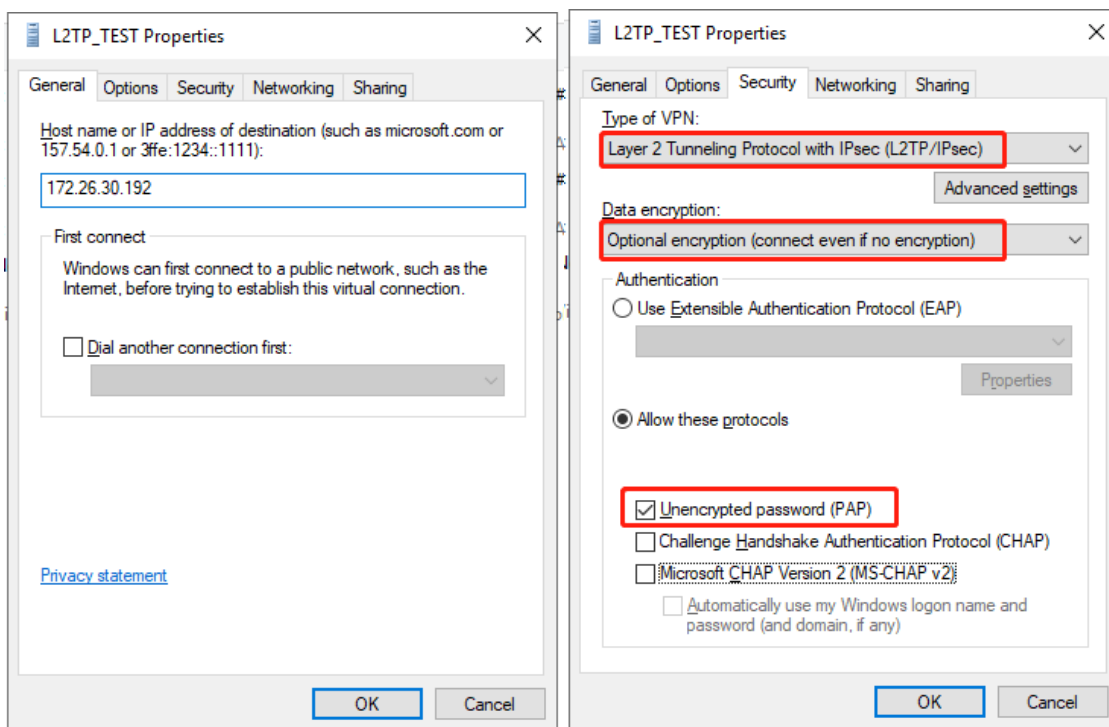 L2TP_TEST Properties
General
Options
Security
Networking
Sharing
Host name or IP address of destination (such as microsoft.com or
157.54.0.1 or 3ffe:1234::1111):
172.26.30.192
First connect
Windows can first connect to a public network, such as the
Internet, before trying to establish this virtual connection.
Dial another connection first:
Privacy statement
OK
Cancel
L2TP_TEST Properties
General
Options
Security
Networking
Sharing
Type of VPN:
Layer 2 Tunneling Protocol with IPsec (L2TP/IPsec)
Advanced settings
Data encryption:
Optional encryption (connect even if no encryption)
Authentication
Use Extensible Authentication Protocol (EAP)
Properties
Allow these protocols
Unencrypted password (PAP)
Challenge Handshake Authentication Protocol (CHAP)
Microsoft CHAP Version 2 (MS-CHAP v2)
Automatically use my Windows logon name and
password (and domain, if any)
OK
Cancel